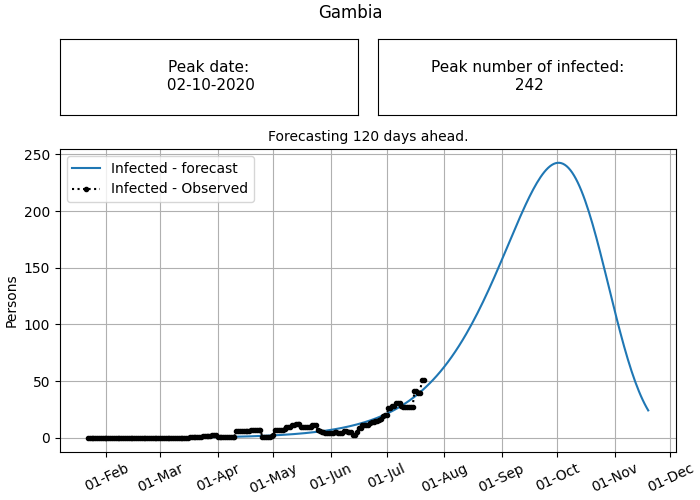 Gambia
Peak date:
02-10-2020
Peak number of infected:
242
Forecasting 120 days ahead.
Infected - forecast
Infected - Observed
Persons
250
200
150
100
50
0
01-Feb
01-Mar
01-Apr
01-May
01-Jun
01-Jul
01-Aug
01-Sep
01-Oct
01-Nov
01-Dec